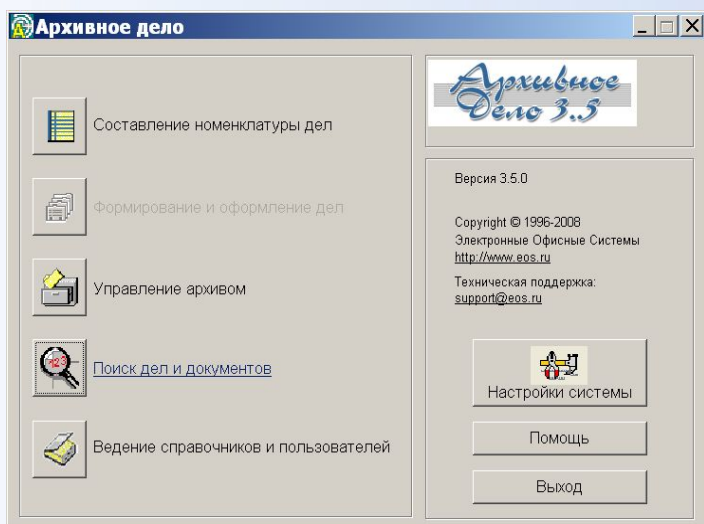 Архивное дело
Составление номенклатуры дел
Формирование и оформление дел
Управление архивом
123
Поиск дел и документов
Ведение справочников и пользователей
Архивное
Дело 3.5
Версия 3.5.0
Copyright © 1996-2008
Электронные Офисные Системы
http://www.eos.ru
Техническая поддержка:
support@eos.ru
Настройки системы
Помощь
Выход